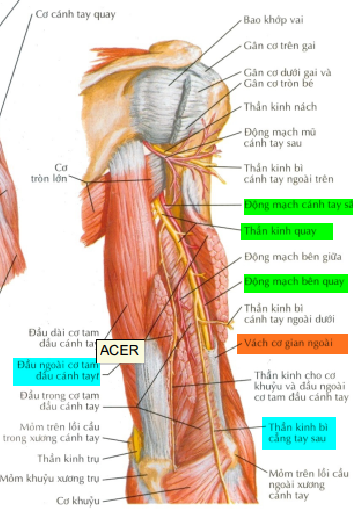 Cơ cánh tay quay
Bao khớp vai
Gân cơ trên gai
Gân cơ dưới gai và
Gân cơ tròn bé
Thần kinh nách
Động mạch mũ
cánh tay sau
Thần kinh bì
cánh tay ngoài trên
Cơ
tròn lớn
Động mạch cánh tay sâ
Thần kinh quay
Động mạch bên giữa
Động mạch bên quay
Thần kinh bì
cánh tay ngoài dưới
Vách cơ gian ngoài
Thần kinh cho cơ
khuỷu và đầu ngoài
cơ tam đầu cánh tay
Thần kinh bì
cẳng tay sau
Mỏm trên lồi cầu
ngoài xương
cánh tay
Đầu dài cơ tam
đầu cánh tay
ACER
Đầu ngoài cơ tam
đầu cánh tay
Đầu trong cơ tam
đầu cánh tay
Mỏm trên lồi cầu
trong xương cánh tay
Thần kinh trụ
Mỏm khuỷu xương trụ
Cơ khuỷu